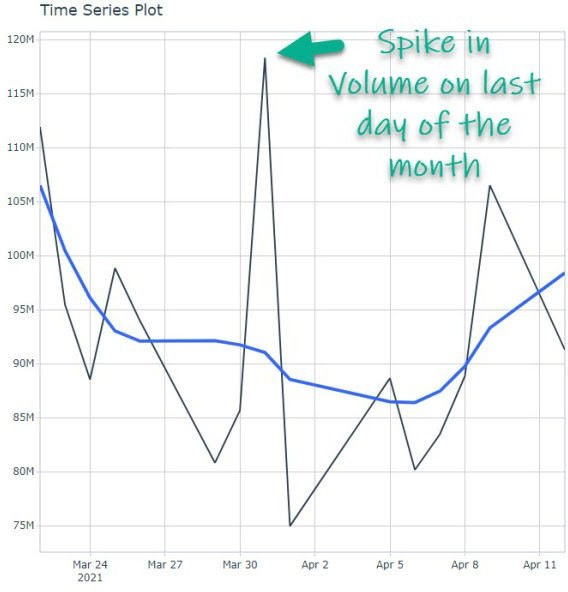 Time Series Plot
120M
Spike in
Volume on last
day of the
month
115M
110M
105M
100M
95M
90M
85M
80M
75M
Mar 24
2021
Mar 27
Mar 30
Apr 2
Apr 5
Apr 8
Apr 11